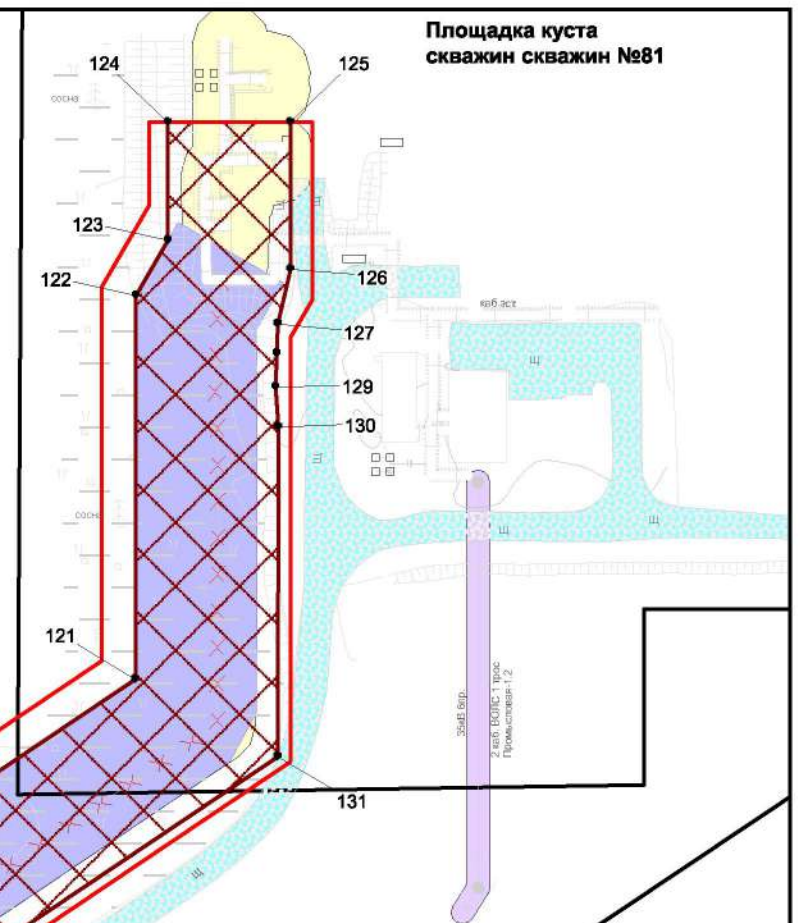 Площадка куста
скважин скважин №81
124
125
сосна
123
126
122
каб.эст.
127
Щ
129
130
Щ
сосна
Щ
Щ
121
35кВ 6пр.
2 каб. ВОЛС 1 трос
Промысловая-1.2
131
Щ